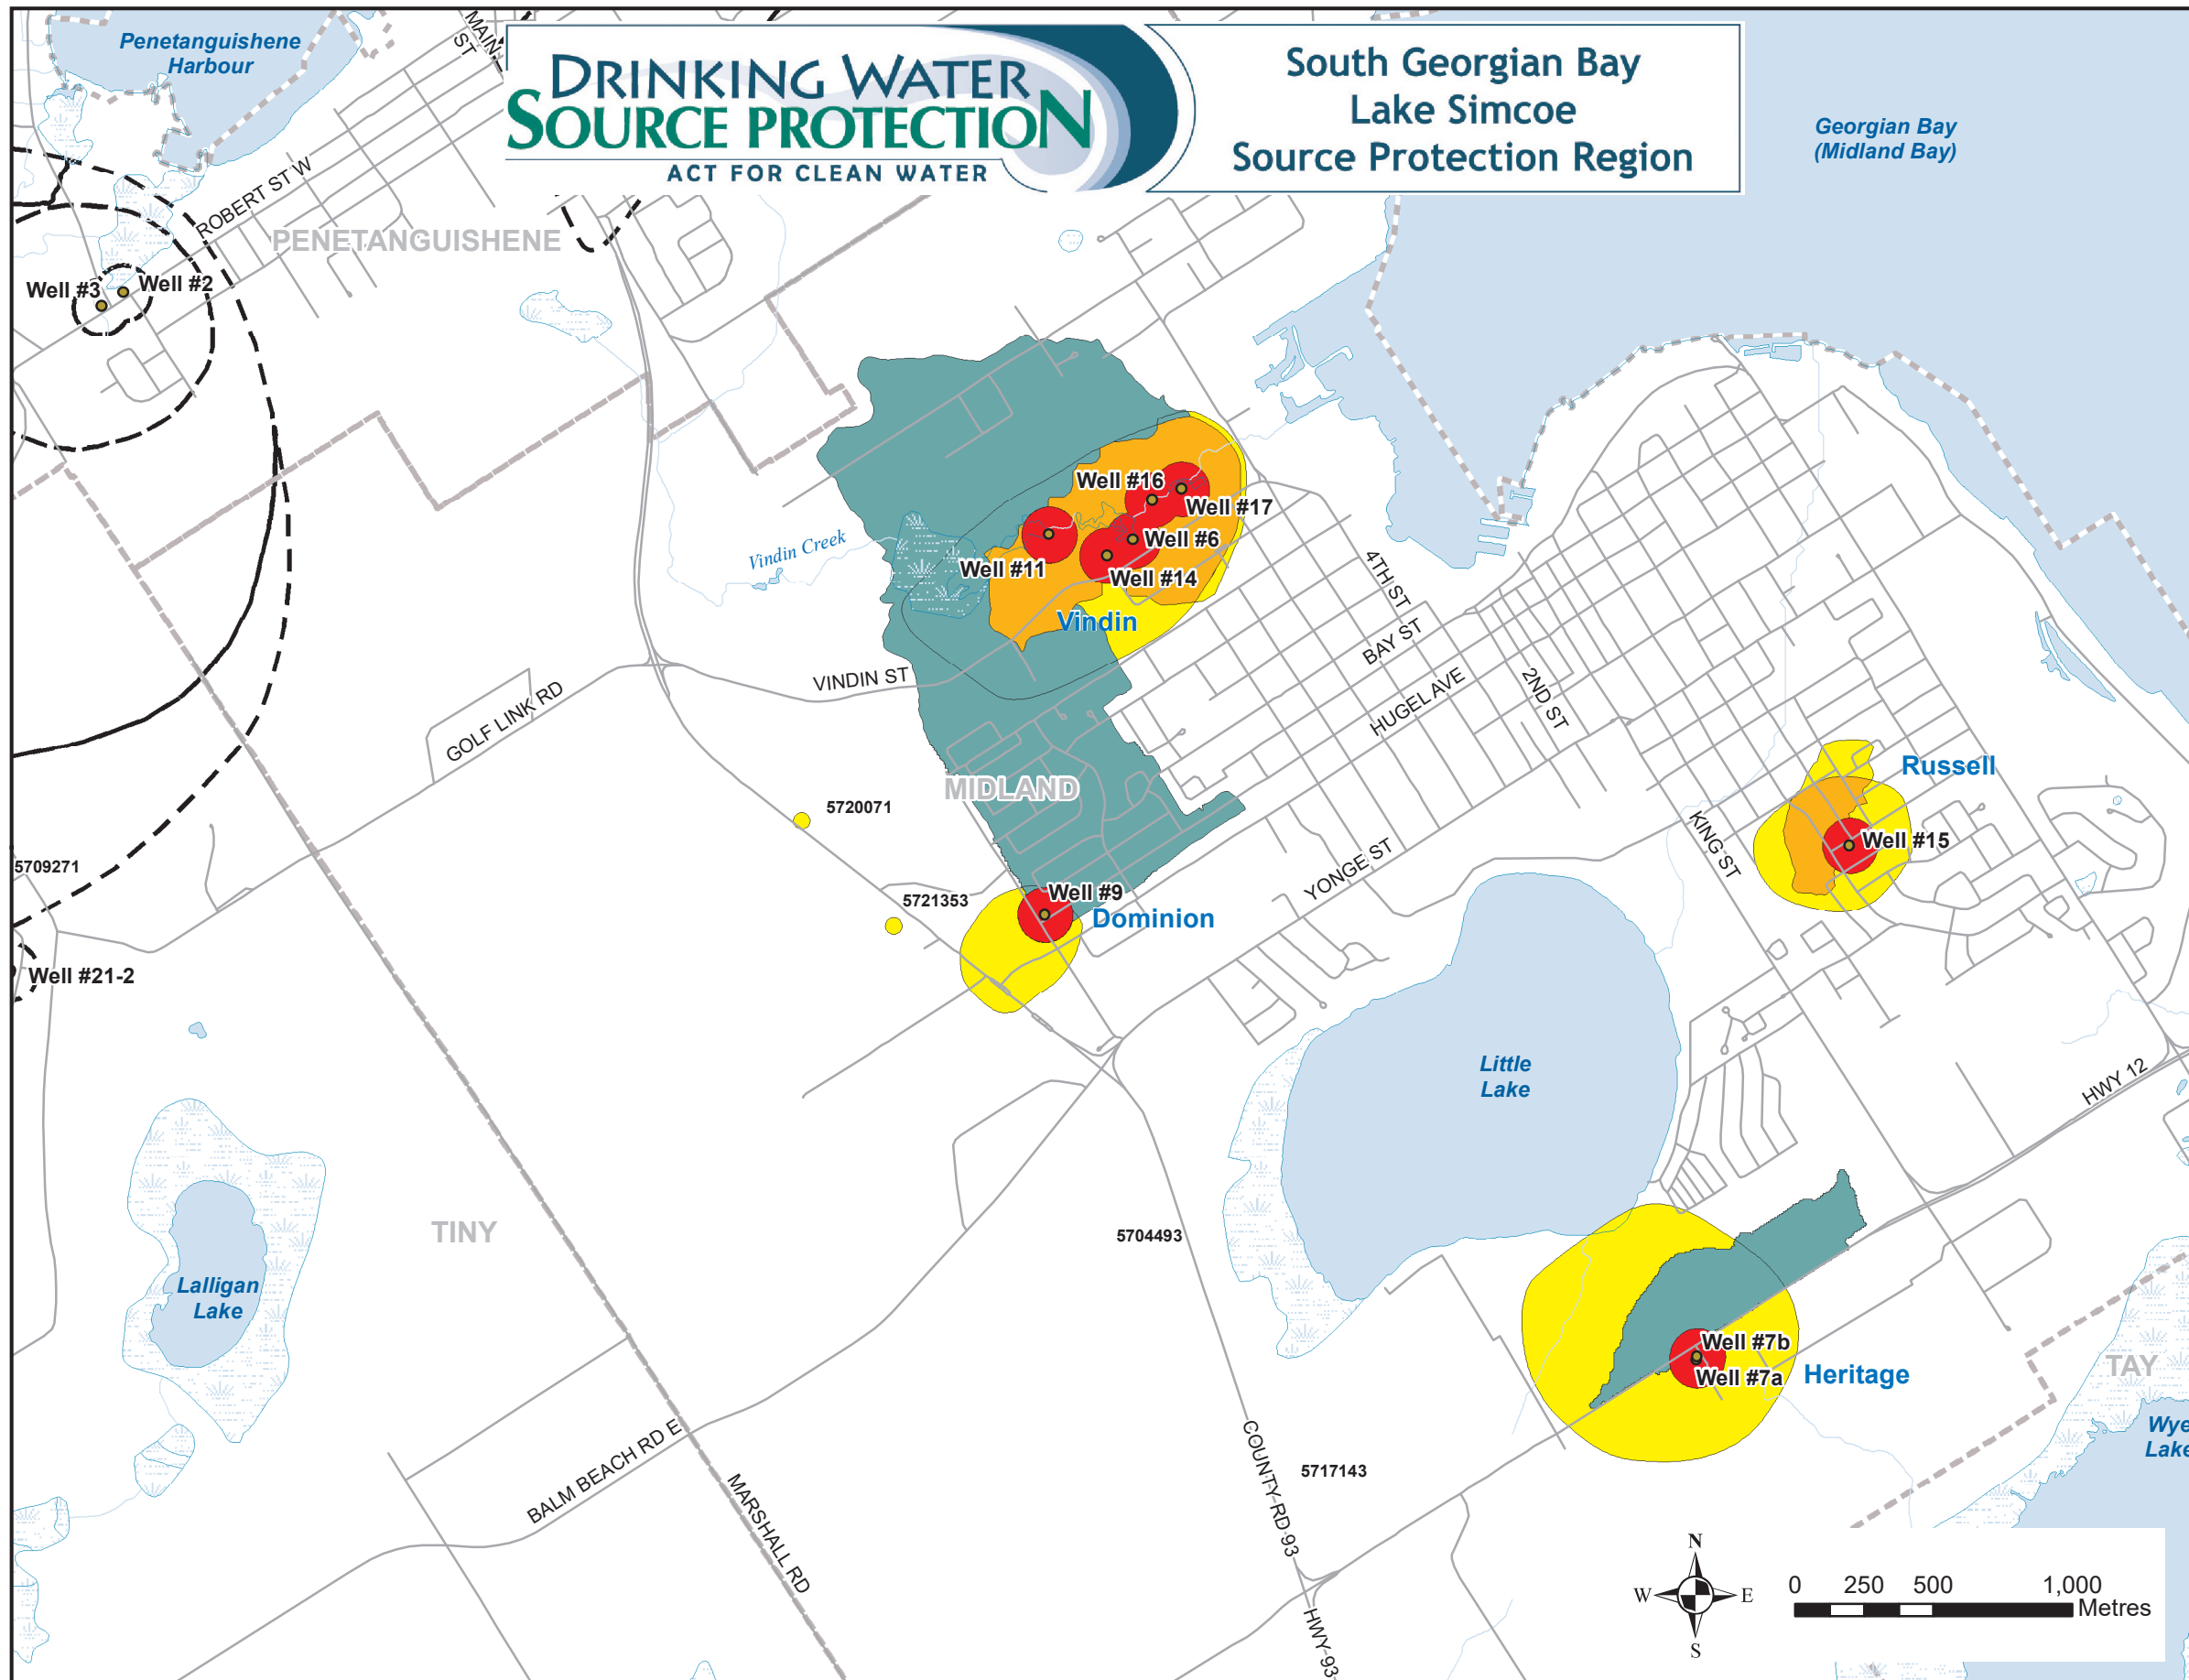 Penetanguishene
Harbour
MAIN
ST
DRINKING WATER
SOURCE PROTECTION
ACT FOR CLEAN WATER
South Georgian Bay
Lake Simcoe
Source Protection Region
Georgian Bay
(Midland Bay)
ROBERT ST W
PENETANGUISHENE
Well #3
Well #2
Well #16
Well #17
Well #6
Well #11
Well #14
Vindin Creek
Vindin
4TH ST
BAY ST
HUGEL AVE
2ND ST
VINDIN ST
GOLF LINK RD
MIDLAND
Russell
5720071
KING ST
Well #15
YONGE ST
5709271
Well #9
5721353
Dominion
Well #21-2
Little
Lake
HWY 12
TINY
5704493
Lalligan
Lake
Well #7b
Well #7a
Heritage
TAY
Wye
Lake
BALM BEACH RD E
MARSHALL RD
COUNTY RD 93
5717143
HWY 93
N
W
E
S
0 250 500 1,000
Metres